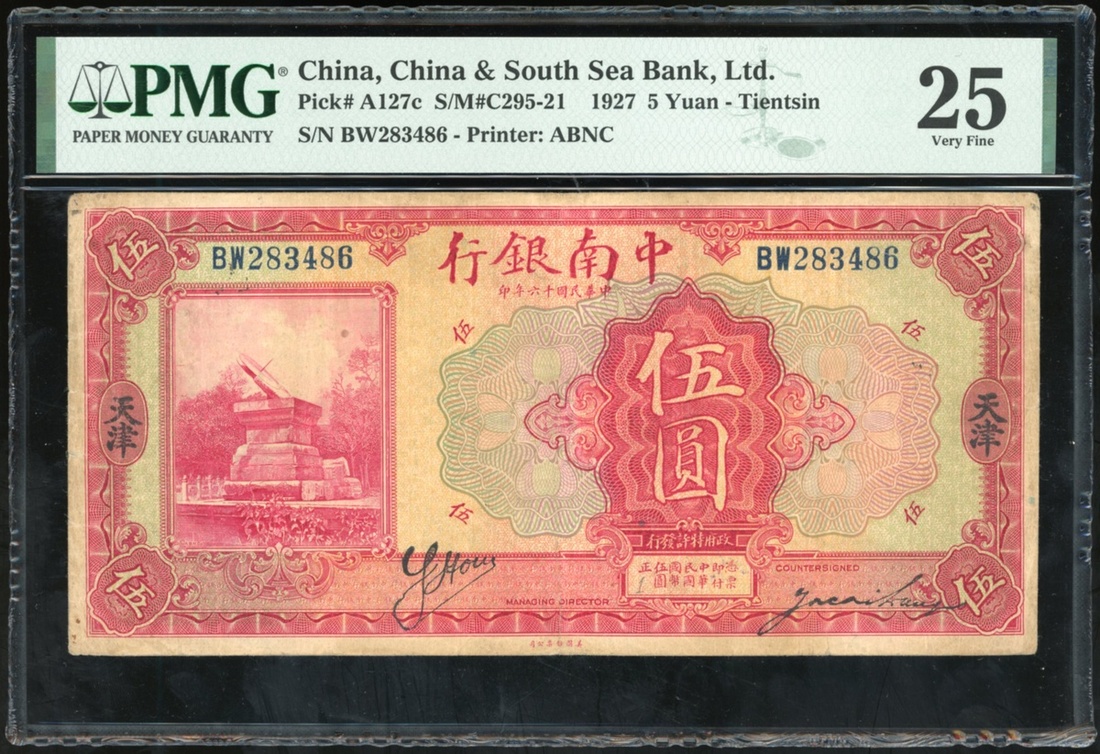 PMG®
PAPER MONEY GUARANTY
China, China & South Sea Bank, Ltd.
Pick# A127c S/M#C295-21 1927 5 Yuan - Tientsin
S/N BW283486 - Printer: ABNC
25
Very Fine
伍
伍
BW283486
行銀南中
BW283486
印年六十國民華中
伍
伍
天津
伍圓
天津
伍
伍
行發許特府政
伍
伍
MANAGING DIRECTOR
COUNTERSIGNED